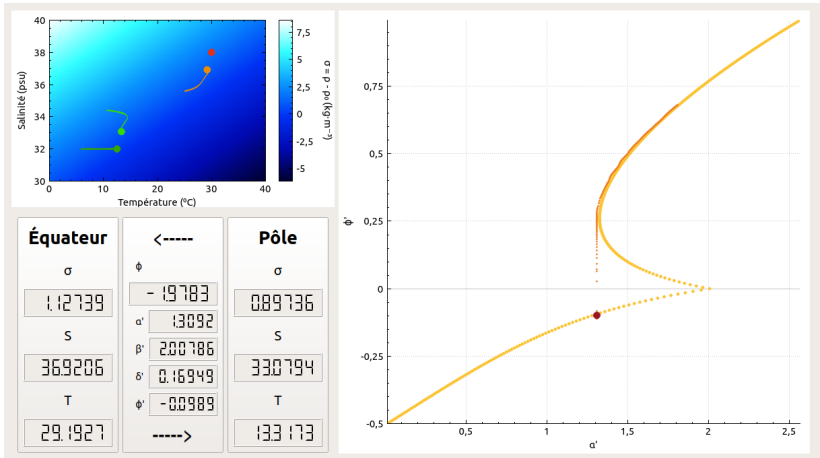 40
38
36
34
32
30
Salinité (psu)
0
10
20
30
40
Température (°C)
7,5
5
2,5
0
-2,5
-5
σ = ρ - ρ₀ (kg·m⁻³)
Équateur
σ
1.12739
S
36.9206
T
29.1927
<-----
ϕ
-1.9783
α' 1.3092
β' 2.00786
δ' 0.16949
ϕ' -0.0989
----->
Pôle
σ
0.89736
S
33.0794
T
13.3173
0,75
0,5
0,25
0
-0,25
-0,5
ϕ'
0,5
1
1,5
2
2,5
α'